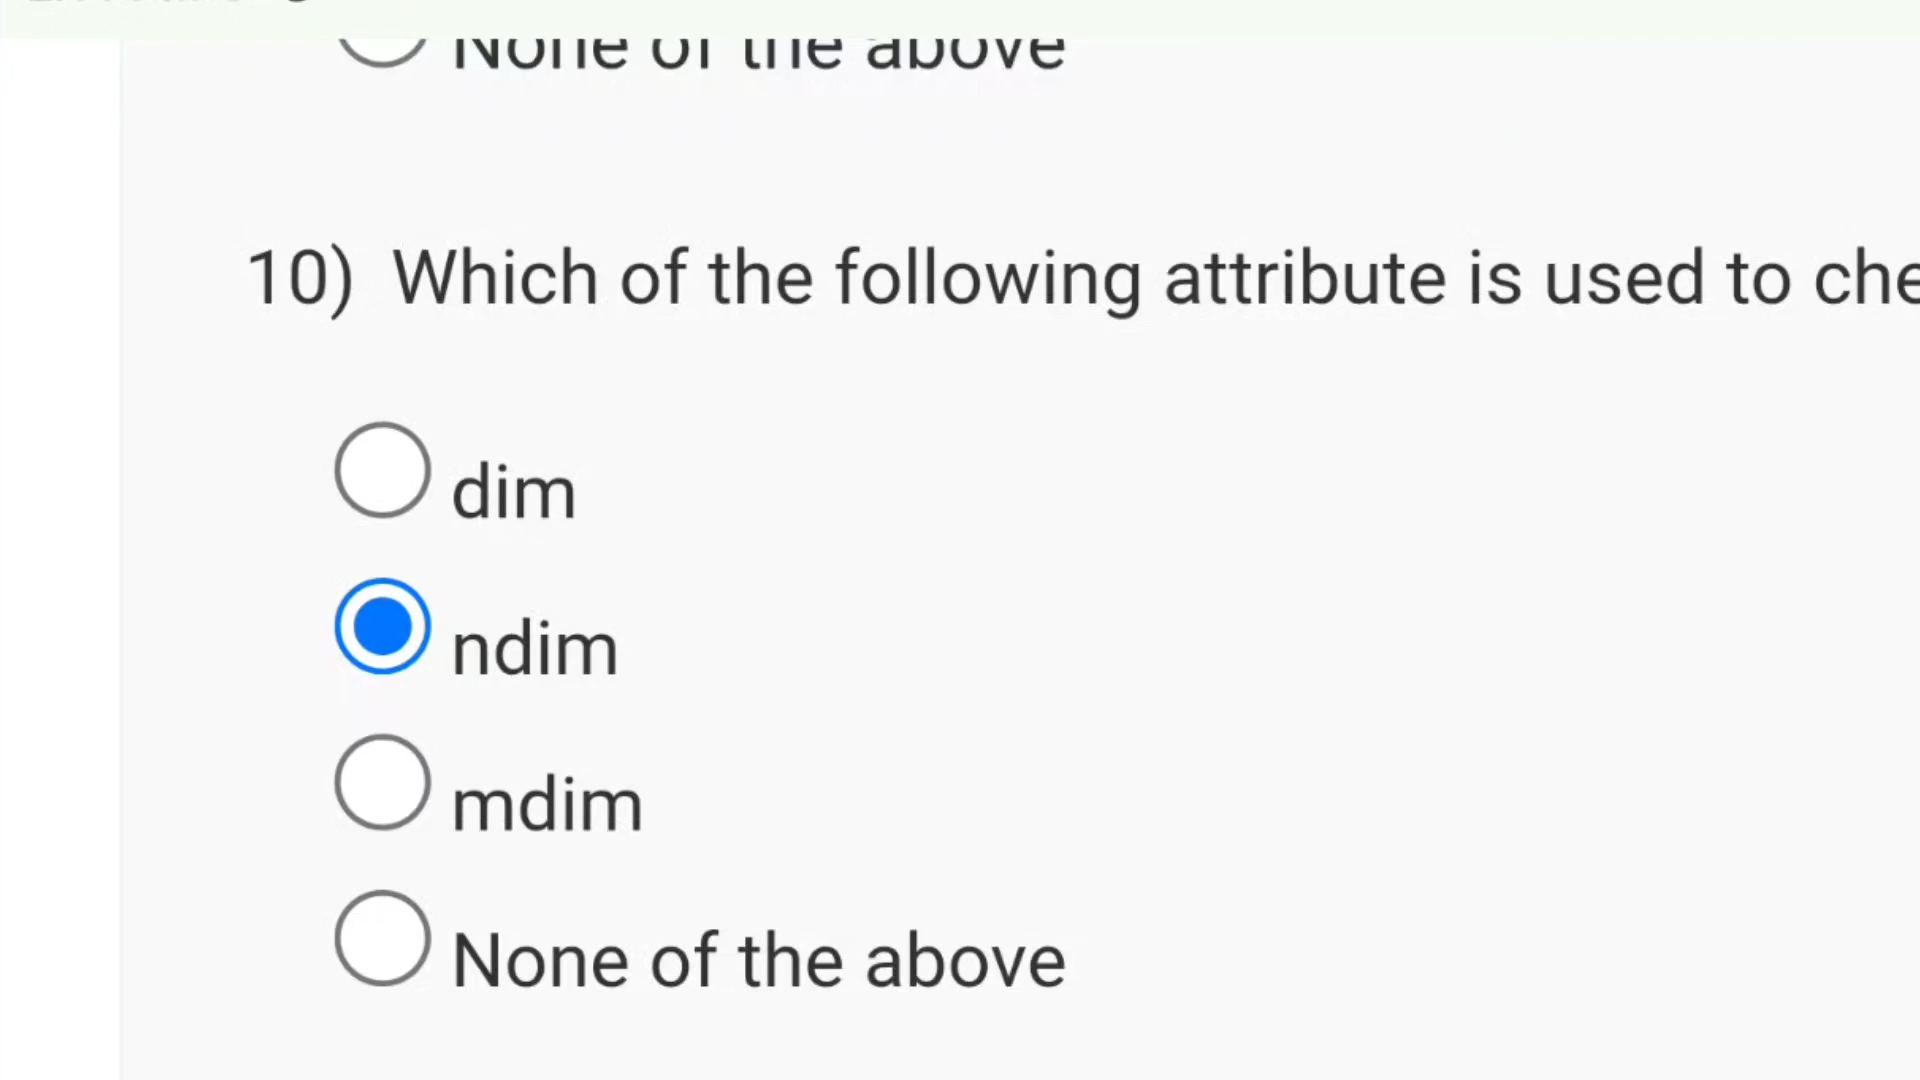 None of the above
10) Which of the following attribute is used to che
dim
ndim
mdim
None of the above